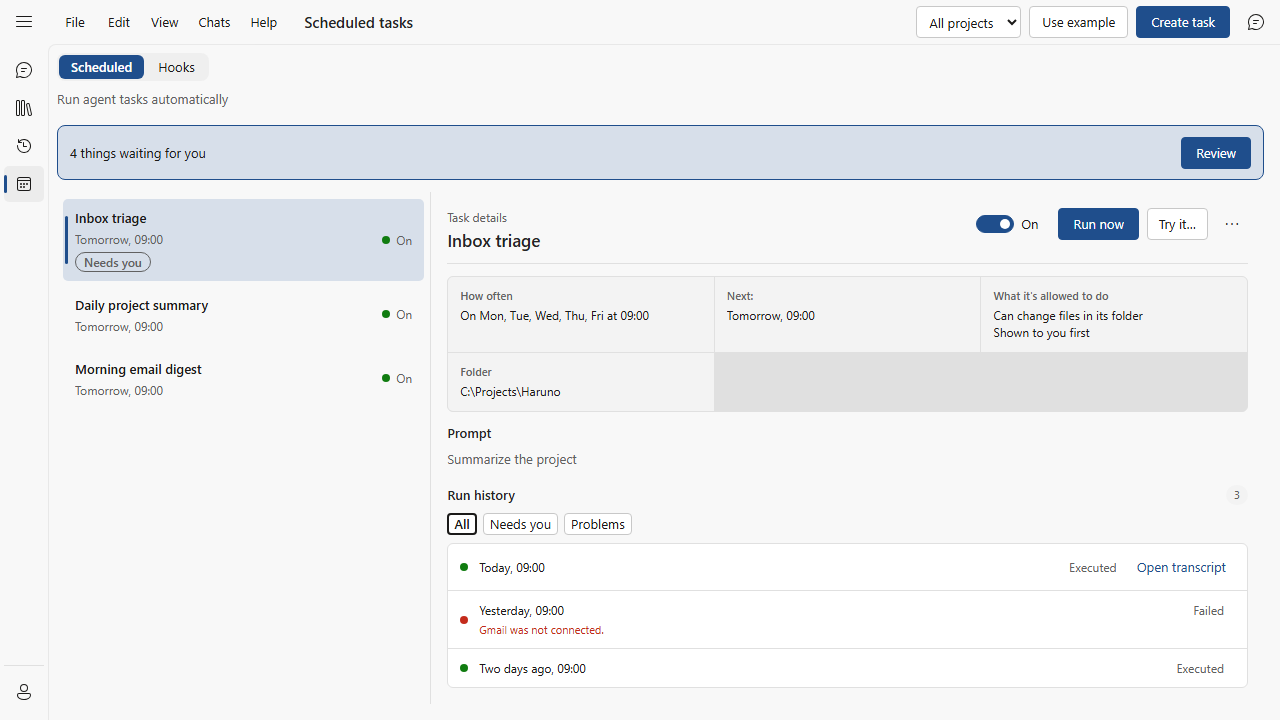 File Edit View Chats Help Scheduled tasks All projects Use example Create task
Scheduled Hooks
Run agent tasks automatically
4 things waiting for you Review
Inbox triage
Tomorrow, 09:00 On
Needs you
Daily project summary
Tomorrow, 09:00 On
Morning email digest
Tomorrow, 09:00 On
Task details
Inbox triage
On Run now Try it...
How often
On Mon, Tue, Wed, Thu, Fri at 09:00
Next:
Tomorrow, 09:00
What it's allowed to do
Can change files in its folder
Shown to you first
Folder
C:\Projects\Haruno
Prompt
Summarize the project
Run history 3
All Needs you Problems
Today, 09:00 Executed Open transcript
Yesterday, 09:00 Failed
Gmail was not connected.
Two days ago, 09:00 Executed